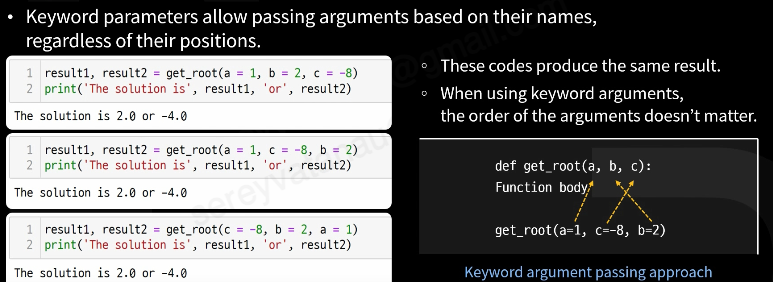 • Keyword parameters allow passing arguments based on their names,
regardless of their positions.
1 result1, result2 = get_root(a = 1, b = 2, c = -8)
2 print('The solution is', result1, 'or', result2)
The solution is 2.0 or -4.0
1 result1, result2 = get_root(a = 1, c = -8, b = 2)
2 print('The solution is', result1, 'or', result2)
The solution is 2.0 or -4.0
1 result1, result2 = get_root(c = -8, b = 2, a = 1)
2 print('The solution is', result1, 'or', result2)
The solution is 2.0 or -4.0
◦ These codes produce the same result.
◦ When using keyword arguments,
the order of the arguments doesn't matter.
def get_root(a, b, c):
Function body
get_root(a=1, c=-8, b=2)
Keyword argument passing approach